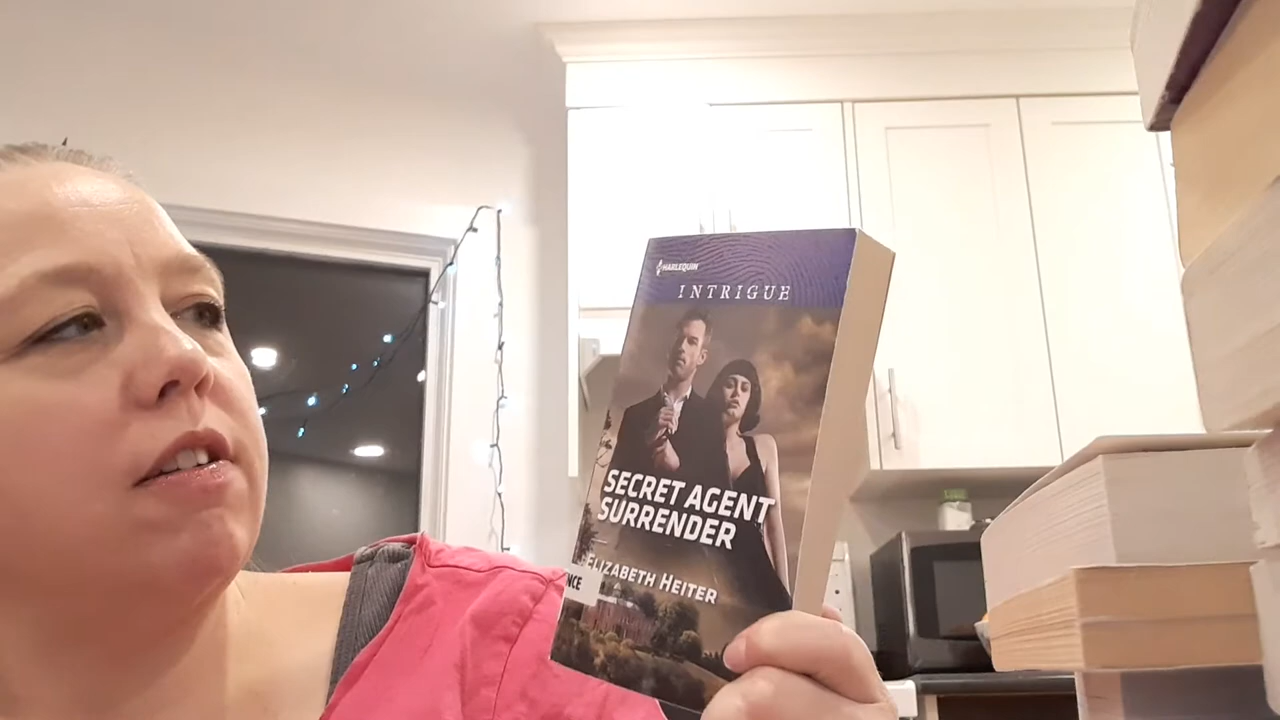 HARLEQUIN
INTRIGUE
SECRET AGENT
SURRENDER
ELIZABETH HEITER
NCE